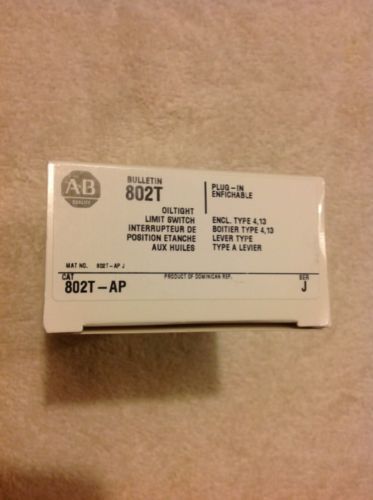 A-B
QUALITY
BULLETIN
802T
PLUG-IN
ENFICHABLE
OILTIGHT
LIMIT SWITCH
INTERRUPTEUR DE
POSITION ETANCHE
AUX HUILES
ENCL. TYPE 4,13
BOITIER TYPE 4,13
LEVER TYPE
TYPE A LEVIER
MAT NO. 802T-AP J
CAT
802T-AP
PRODUCT OF DOMINICAN REP.
SER
J